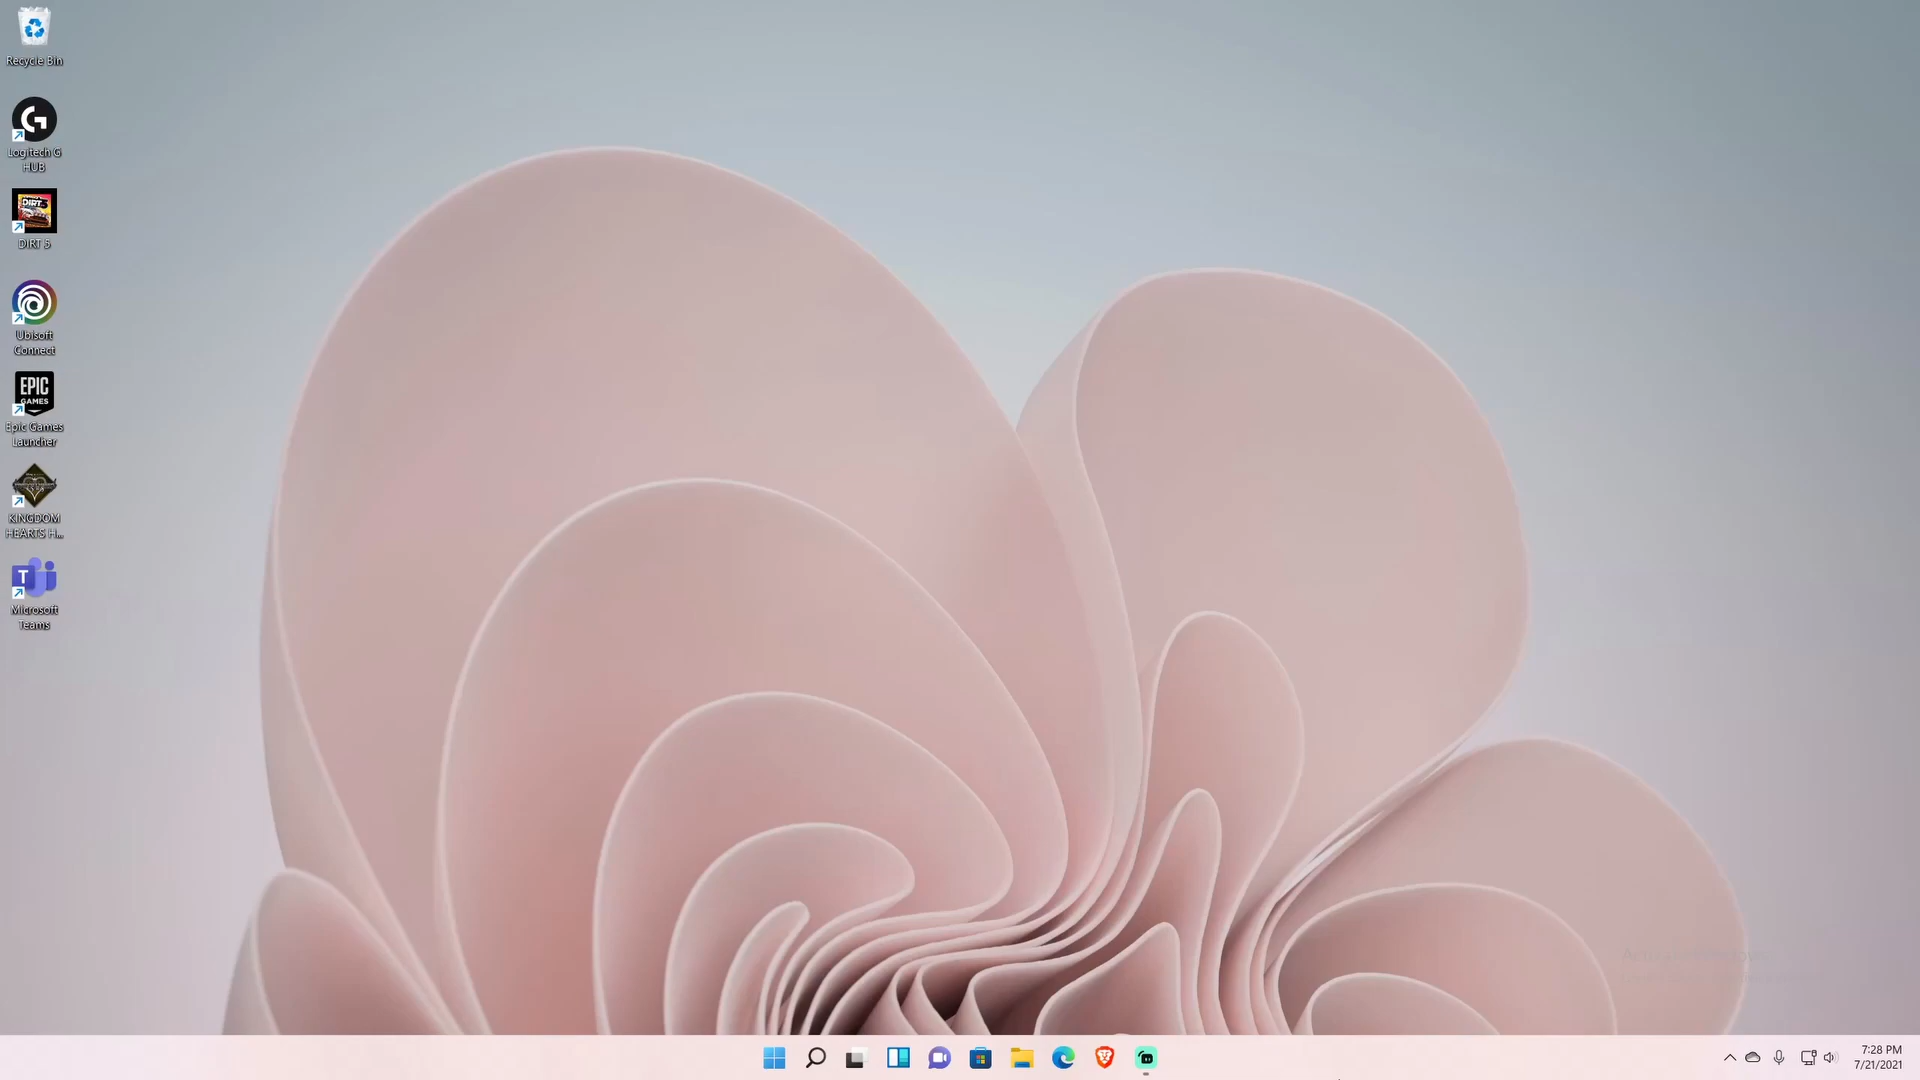 Recycle Bin
Logitech G
HUB
DIRT 5
Ubisoft
Connect
EPIC
GAMES
Epic Games
Launcher
KINGDOM
HEARTS H...
T
Microsoft
Teams
7:28 PM
7/21/2021